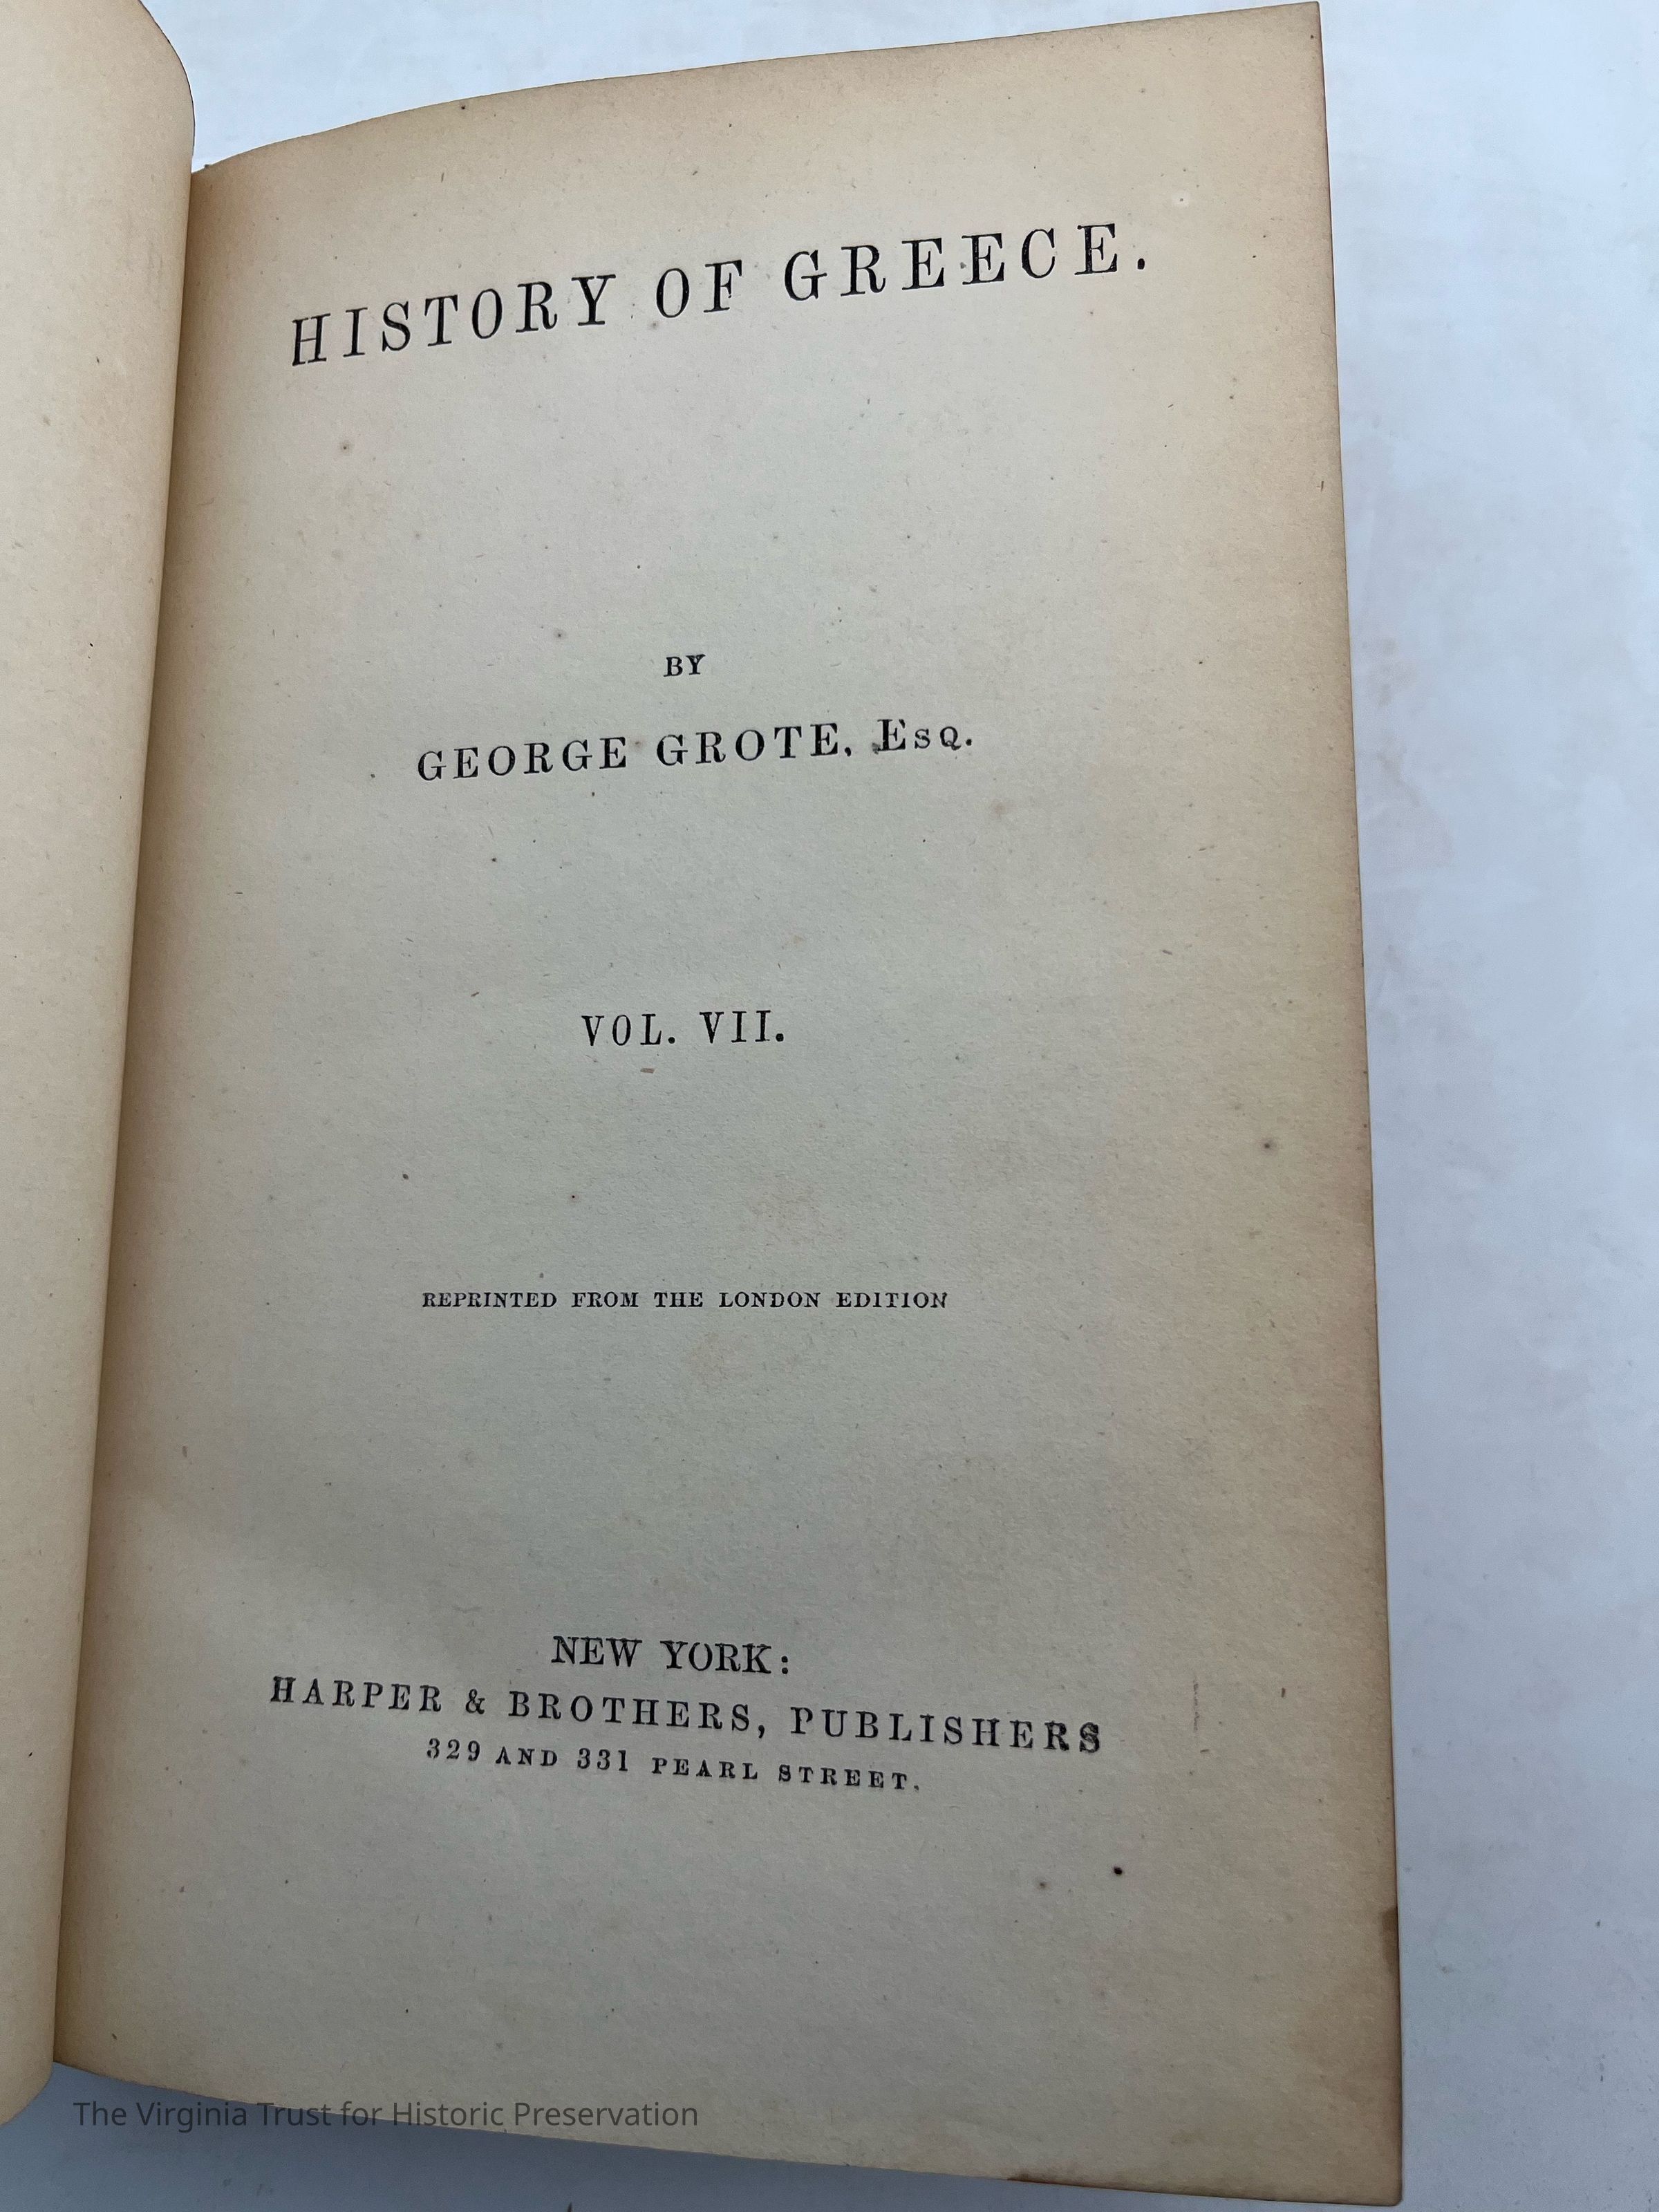 HISTORY OF GREECE.
BY
GEORGE GROTE, Esq.
VOL. VII.
REPRINTED FROM THE LONDON EDITION
NEW YORK:
HARPER & BROTHERS, PUBLISHERS
329 AND 331 PEARL STREET.
The Virginia Trust for Historic Preservation